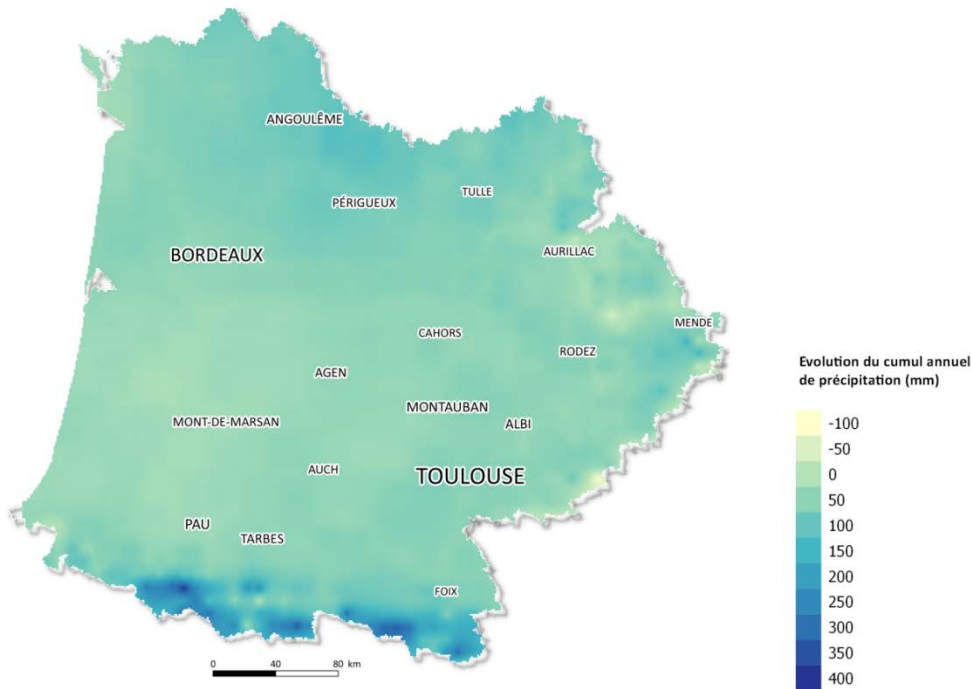 ANGOULÊME
PÉRIGUEUX
TULLE
BORDEAUX
AURILLAC
MENDE
CAHORS
RODEZ
AGEN
MONTAUBAN
MONT-DE-MARSAN
ALBI
AUCH
TOULOUSE
PAU
TARBES
FOIX
0 40 80 km
Evolution du cumul annuel
de précipitation (mm)
-100
-50
0
50
100
150
200
250
300
350
400